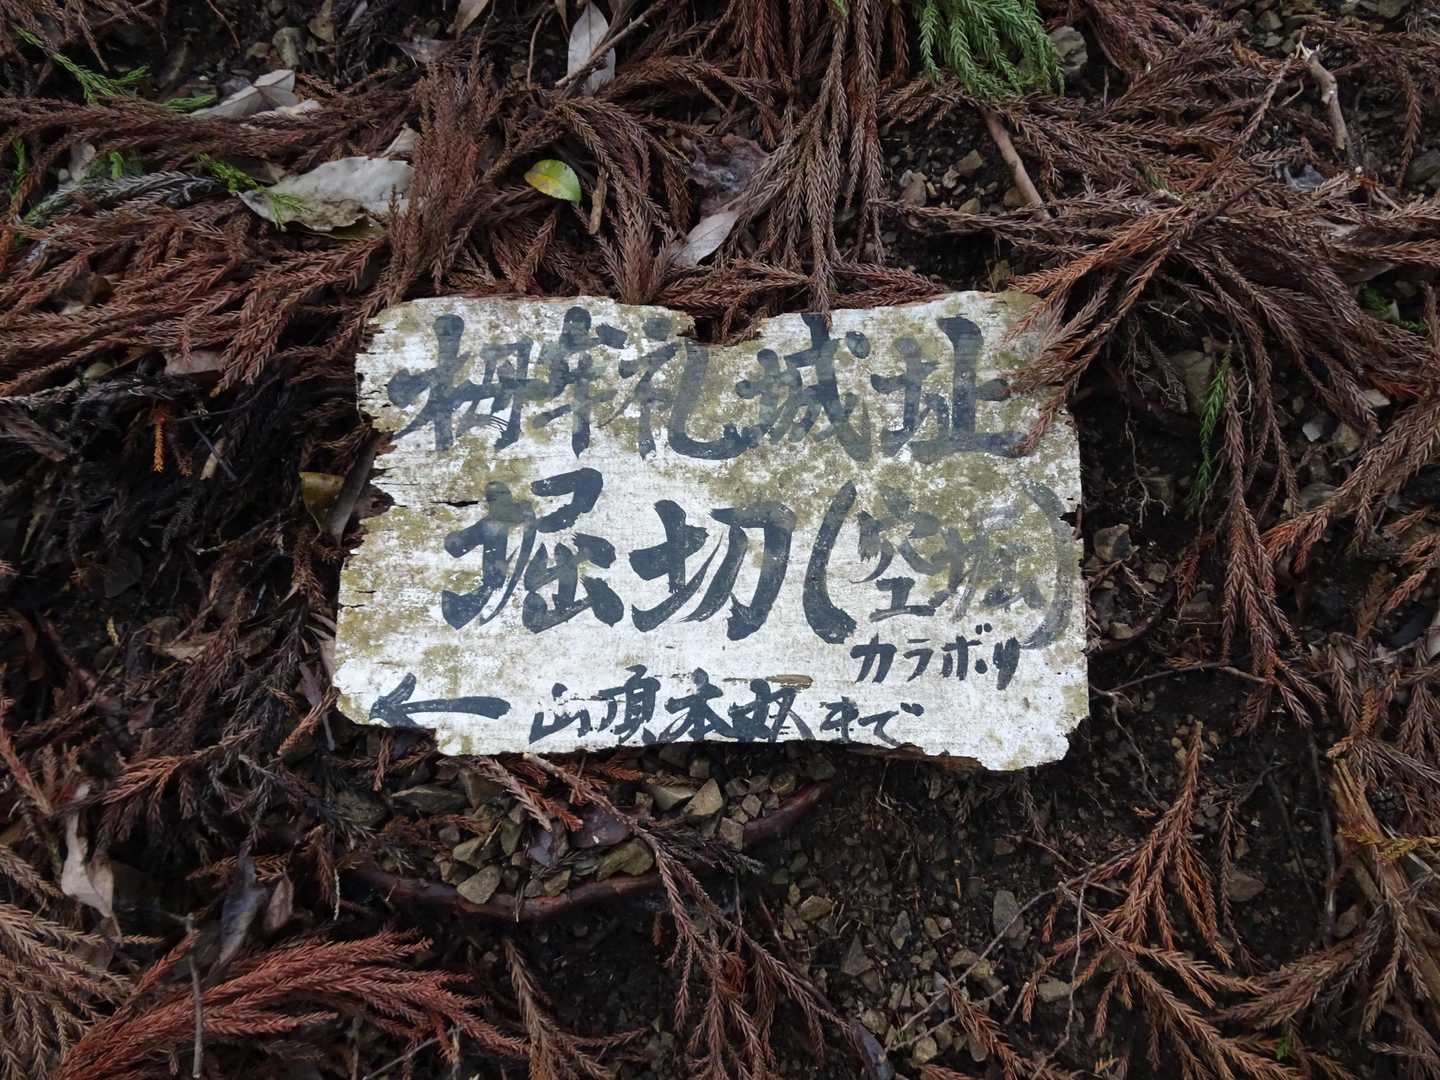 栂牟礼城址
堀切(空堀)
カラボリ
← 山頂本丸まで